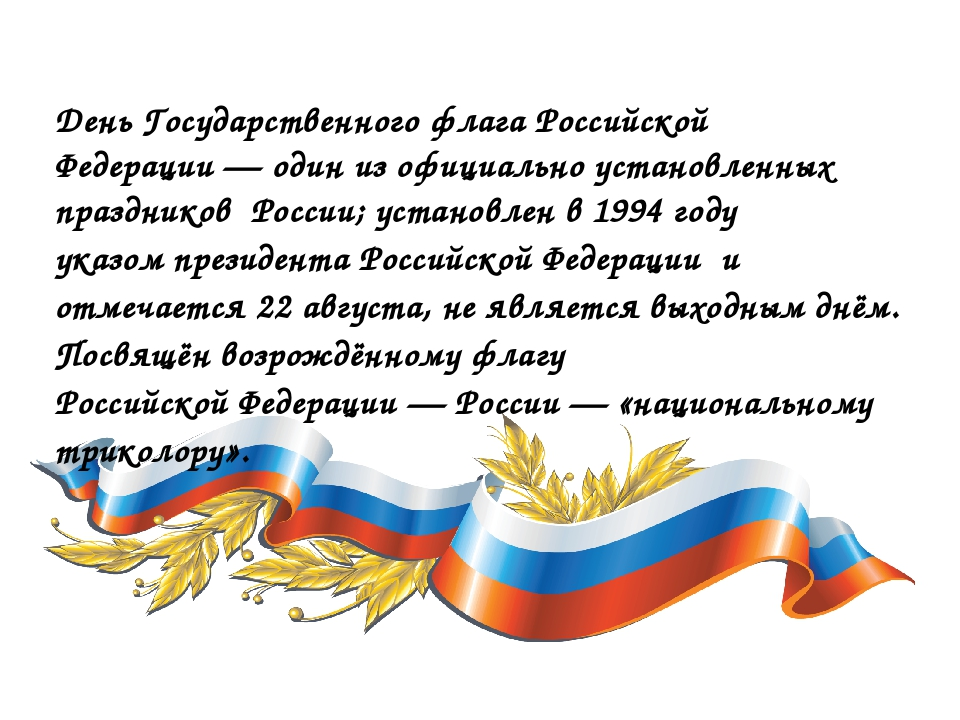 День Государственного флага Российской
Федерации — один из официально установленных
праздников России; установлен в 1994 году
указом президента Российской Федерации и
отмечается 22 августа, не является выходным днём.
Посвящён возрождённому флагу
Российской Федерации — России — «национальному
триколору».